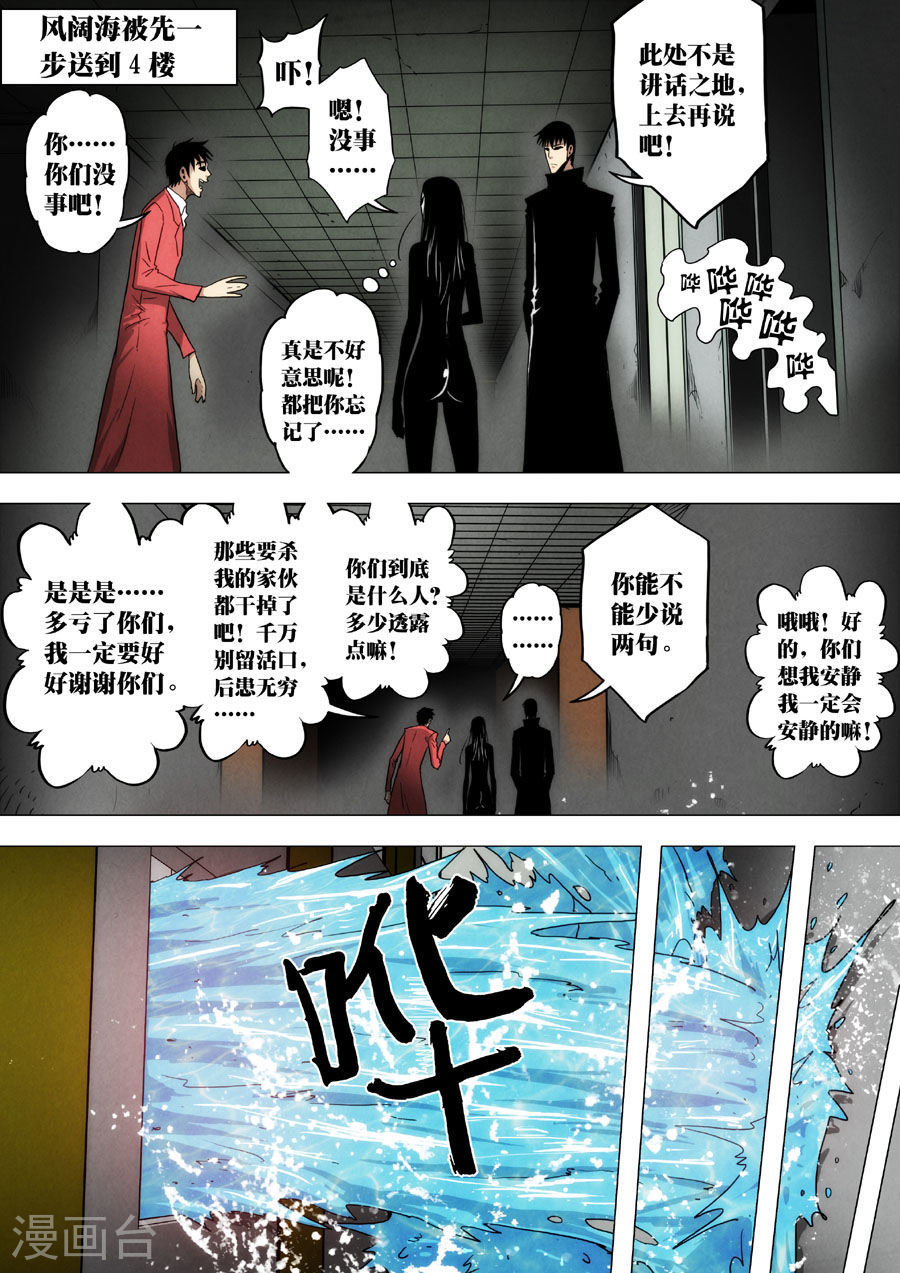 风阔海被先一
步送到4楼
你……
你们没
事吧！
吓！
嗯！
没事
……
此处不是
讲话之地，
上去再说
吧！
真是不好
意思呢！
都把你忘
记了……
哗哗哗哗哗哗
是是是……
多亏了你们，
我一定要好
好谢谢你们。
那些要杀
我的家伙
都干掉了
吧！千万
别留活口，
后患无穷
……
你们到底
是什么人？
多少透露
点嘛！
……
……
你能不
能少说
两句。
哦哦！好
的，你们
想我安静
我一定会
安静的嘛！
哗
漫画台